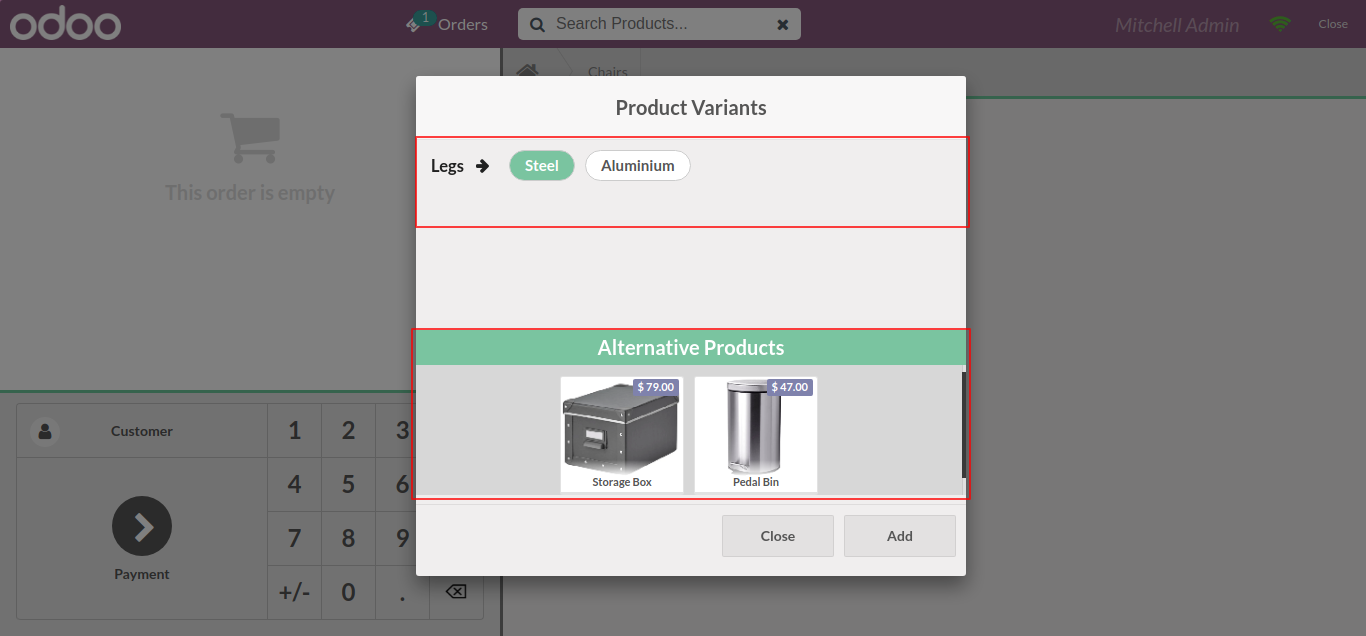 odoo
1
Orders
Search Products...
Mitchell Admin
Close
Chairs
This order is empty
Product Variants
Legs
Steel
Aluminium
Alternative Products
$ 79.00
Storage Box
$ 47.00
Pedal Bin
Close
Add
Customer
1 2 3
4 5 6
7 8 9
+/- 0 .
Payment